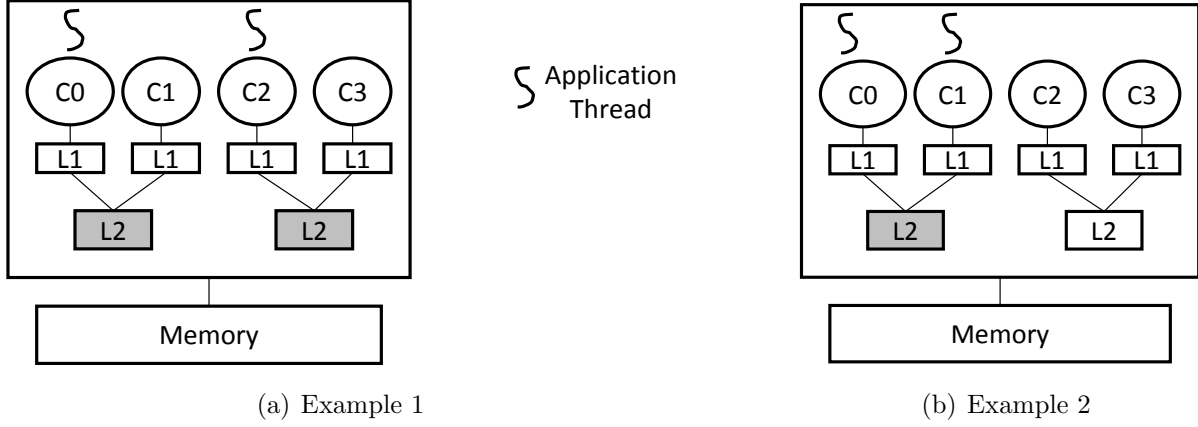 C0 C1 C2 C3
L1 L1 L1 L1
L2 L2
Memory
(a) Example 1
Application
Thread
C0 C1 C2 C3
L1 L1 L1 L1
L2 L2
Memory
(b) Example 2